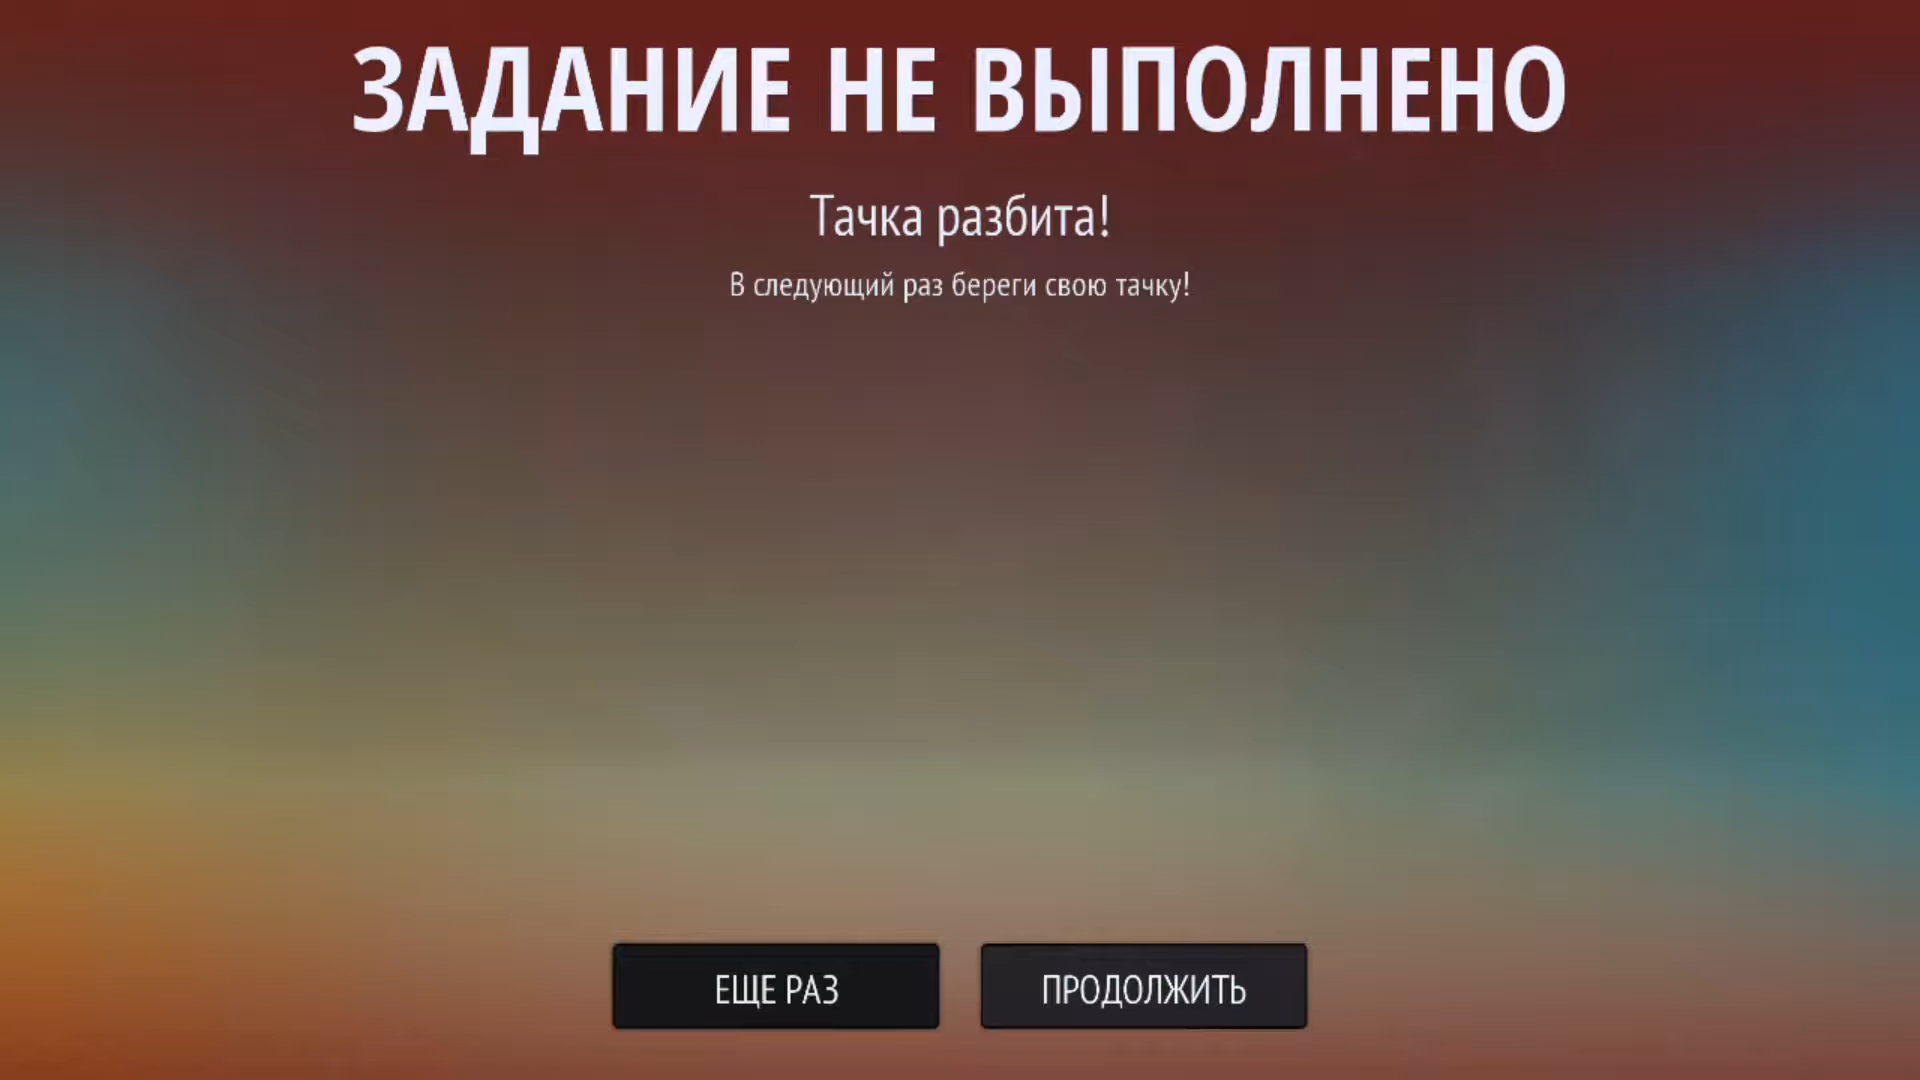 ЗАДАНИЕ НЕ ВЫПОЛНЕНО
Тачка разбита!
В следующий раз береги свою тачку!
ЕЩЕ РАЗ
ПРОДОЛЖИТЬ